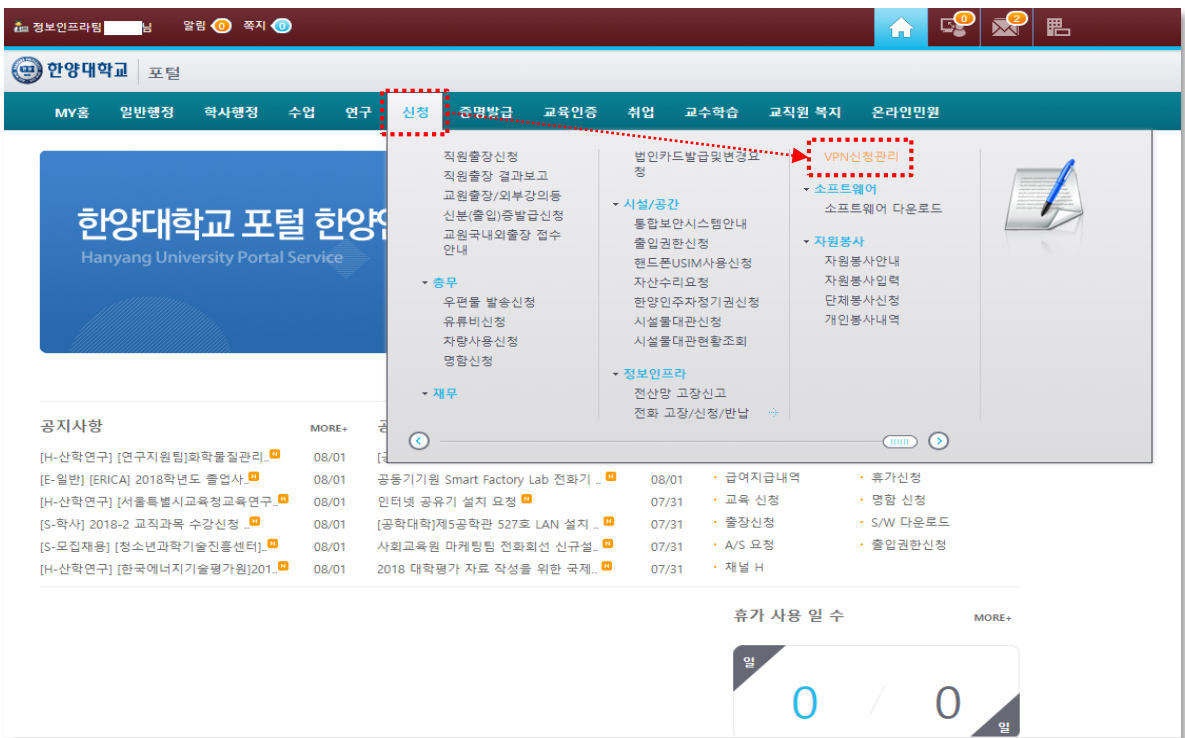 정보인프라팀 님 알림 0 쪽지 0
0 2
한양대학교 포털
MY홈 일반행정 학사행정 수업 연구 신청 증명발급 교육인증 취업 교수학습 교직원 복지 온라인민원
한양대학교 포털 한양
Hanyang University Portal Service
직원출장신청
직원출장 결과보고
교원출장/외부강의등
신분(출입)증발급신청
교원국내외출장 접수
안내
총무
우편물 발송신청
유류비신청
차량사용신청
명함신청
재무
법인카드발급및변경요
청
시설/공간
통합보안시스템안내
출입권한신청
핸드폰USIM사용신청
자산수리요청
한양인주차정기권신청
시설물대관신청
시설물대관현황조회
정보인프라
전산망 고장신고
전화 고장/신청/반납
VPN신청관리
소프트웨어
소프트웨어 다운로드
자원봉사
자원봉사안내
자원봉사입력
단체봉사신청
개인봉사내역
공지사항 MORE+
[H-산학연구] [연구지원팀]화학물질관리.. N 08/01
[E-일반] [ERICA] 2018학년도 졸업사.. N 08/01
[H-산학연구] [서울특별시교육청교육연구.. N 08/01
[S-학사] 2018-2 교직과목 수강신청 .. N 08/01
[S-모집채용] [청소년과학기술진흥센터].. N 08/01
[H-산학연구] [한국에너지기술평가원]201.. N 08/01
공동기기원 Smart Factory Lab 전화기 .. N 08/01
인터넷 공유기 설치 요청 N 07/31
[공학대학]제5공학관 527호 LAN 설치 .. N 07/31
사회교육원 마케팅팀 전화회선 신규설.. N 07/31
2018 대학평가 자료 작성을 위한 국제.. N 07/31
급여지급내역 휴가신청
교육 신청 명함 신청
출장신청 S/W 다운로드
A/S 요청 출입권한신청
채널 H
휴가 사용 일 수 MORE+
일
0 / 0
일